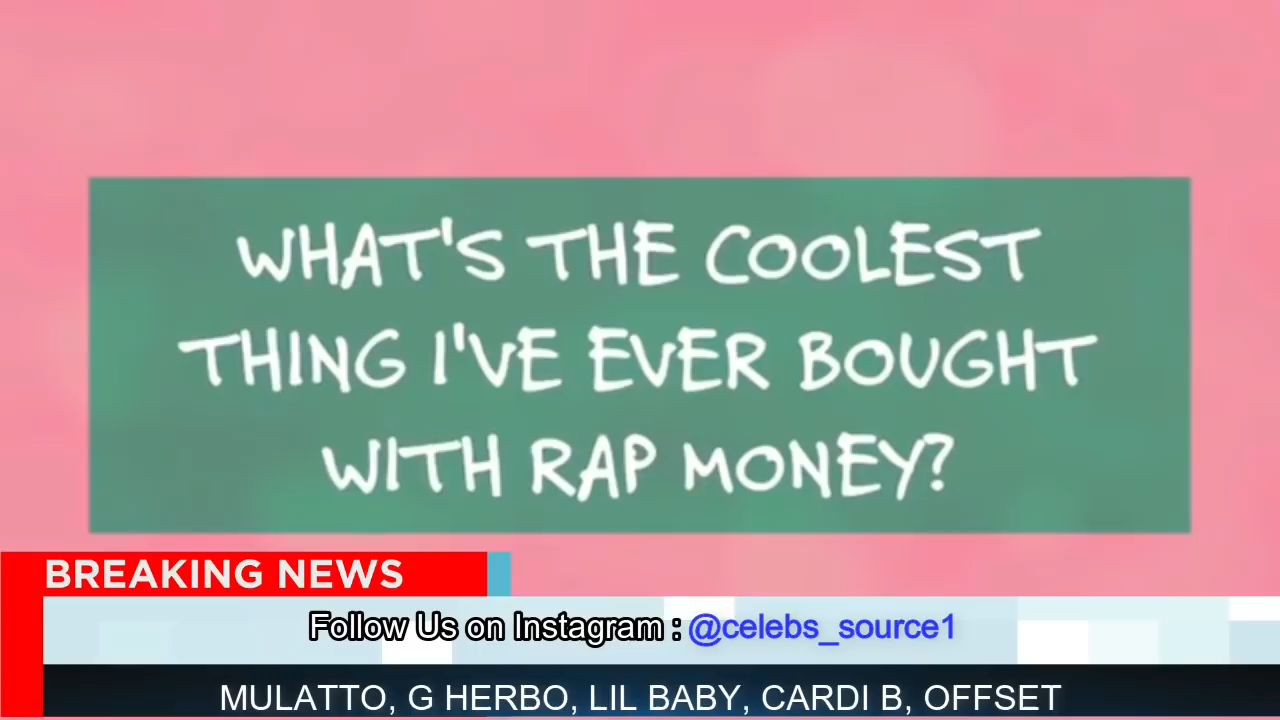 WHAT'S THE COOLEST
THING I'VE EVER BOUGHT
WITH RAP MONEY?
BREAKING NEWS
Follow Us on Instagram : @celebs_source1
MULATTO, G HERBO, LIL BABY, CARDI B, OFFSET